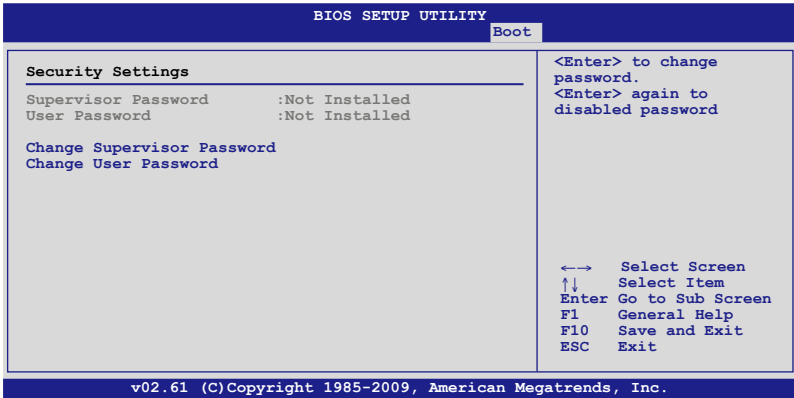 BIOS SETUP UTILITY
Boot
Security Settings
Supervisor Password :Not Installed
User Password :Not Installed
Change Supervisor Password
Change User Password
<Enter> to change
password.
<Enter> again to
disabled password
←→ Select Screen
↑↓ Select Item
Enter Go to Sub Screen
F1 General Help
F10 Save and Exit
ESC Exit
v02.61 (C)Copyright 1985-2009, American Megatrends, Inc.